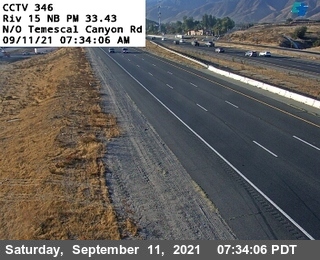 CCTV 346
Riv 15 NB PM 33.43
N/O Temescal Canyon Rd
09/11/21 07:34:06 AM
Saturday, September 11, 2021 07:34:06 PDT